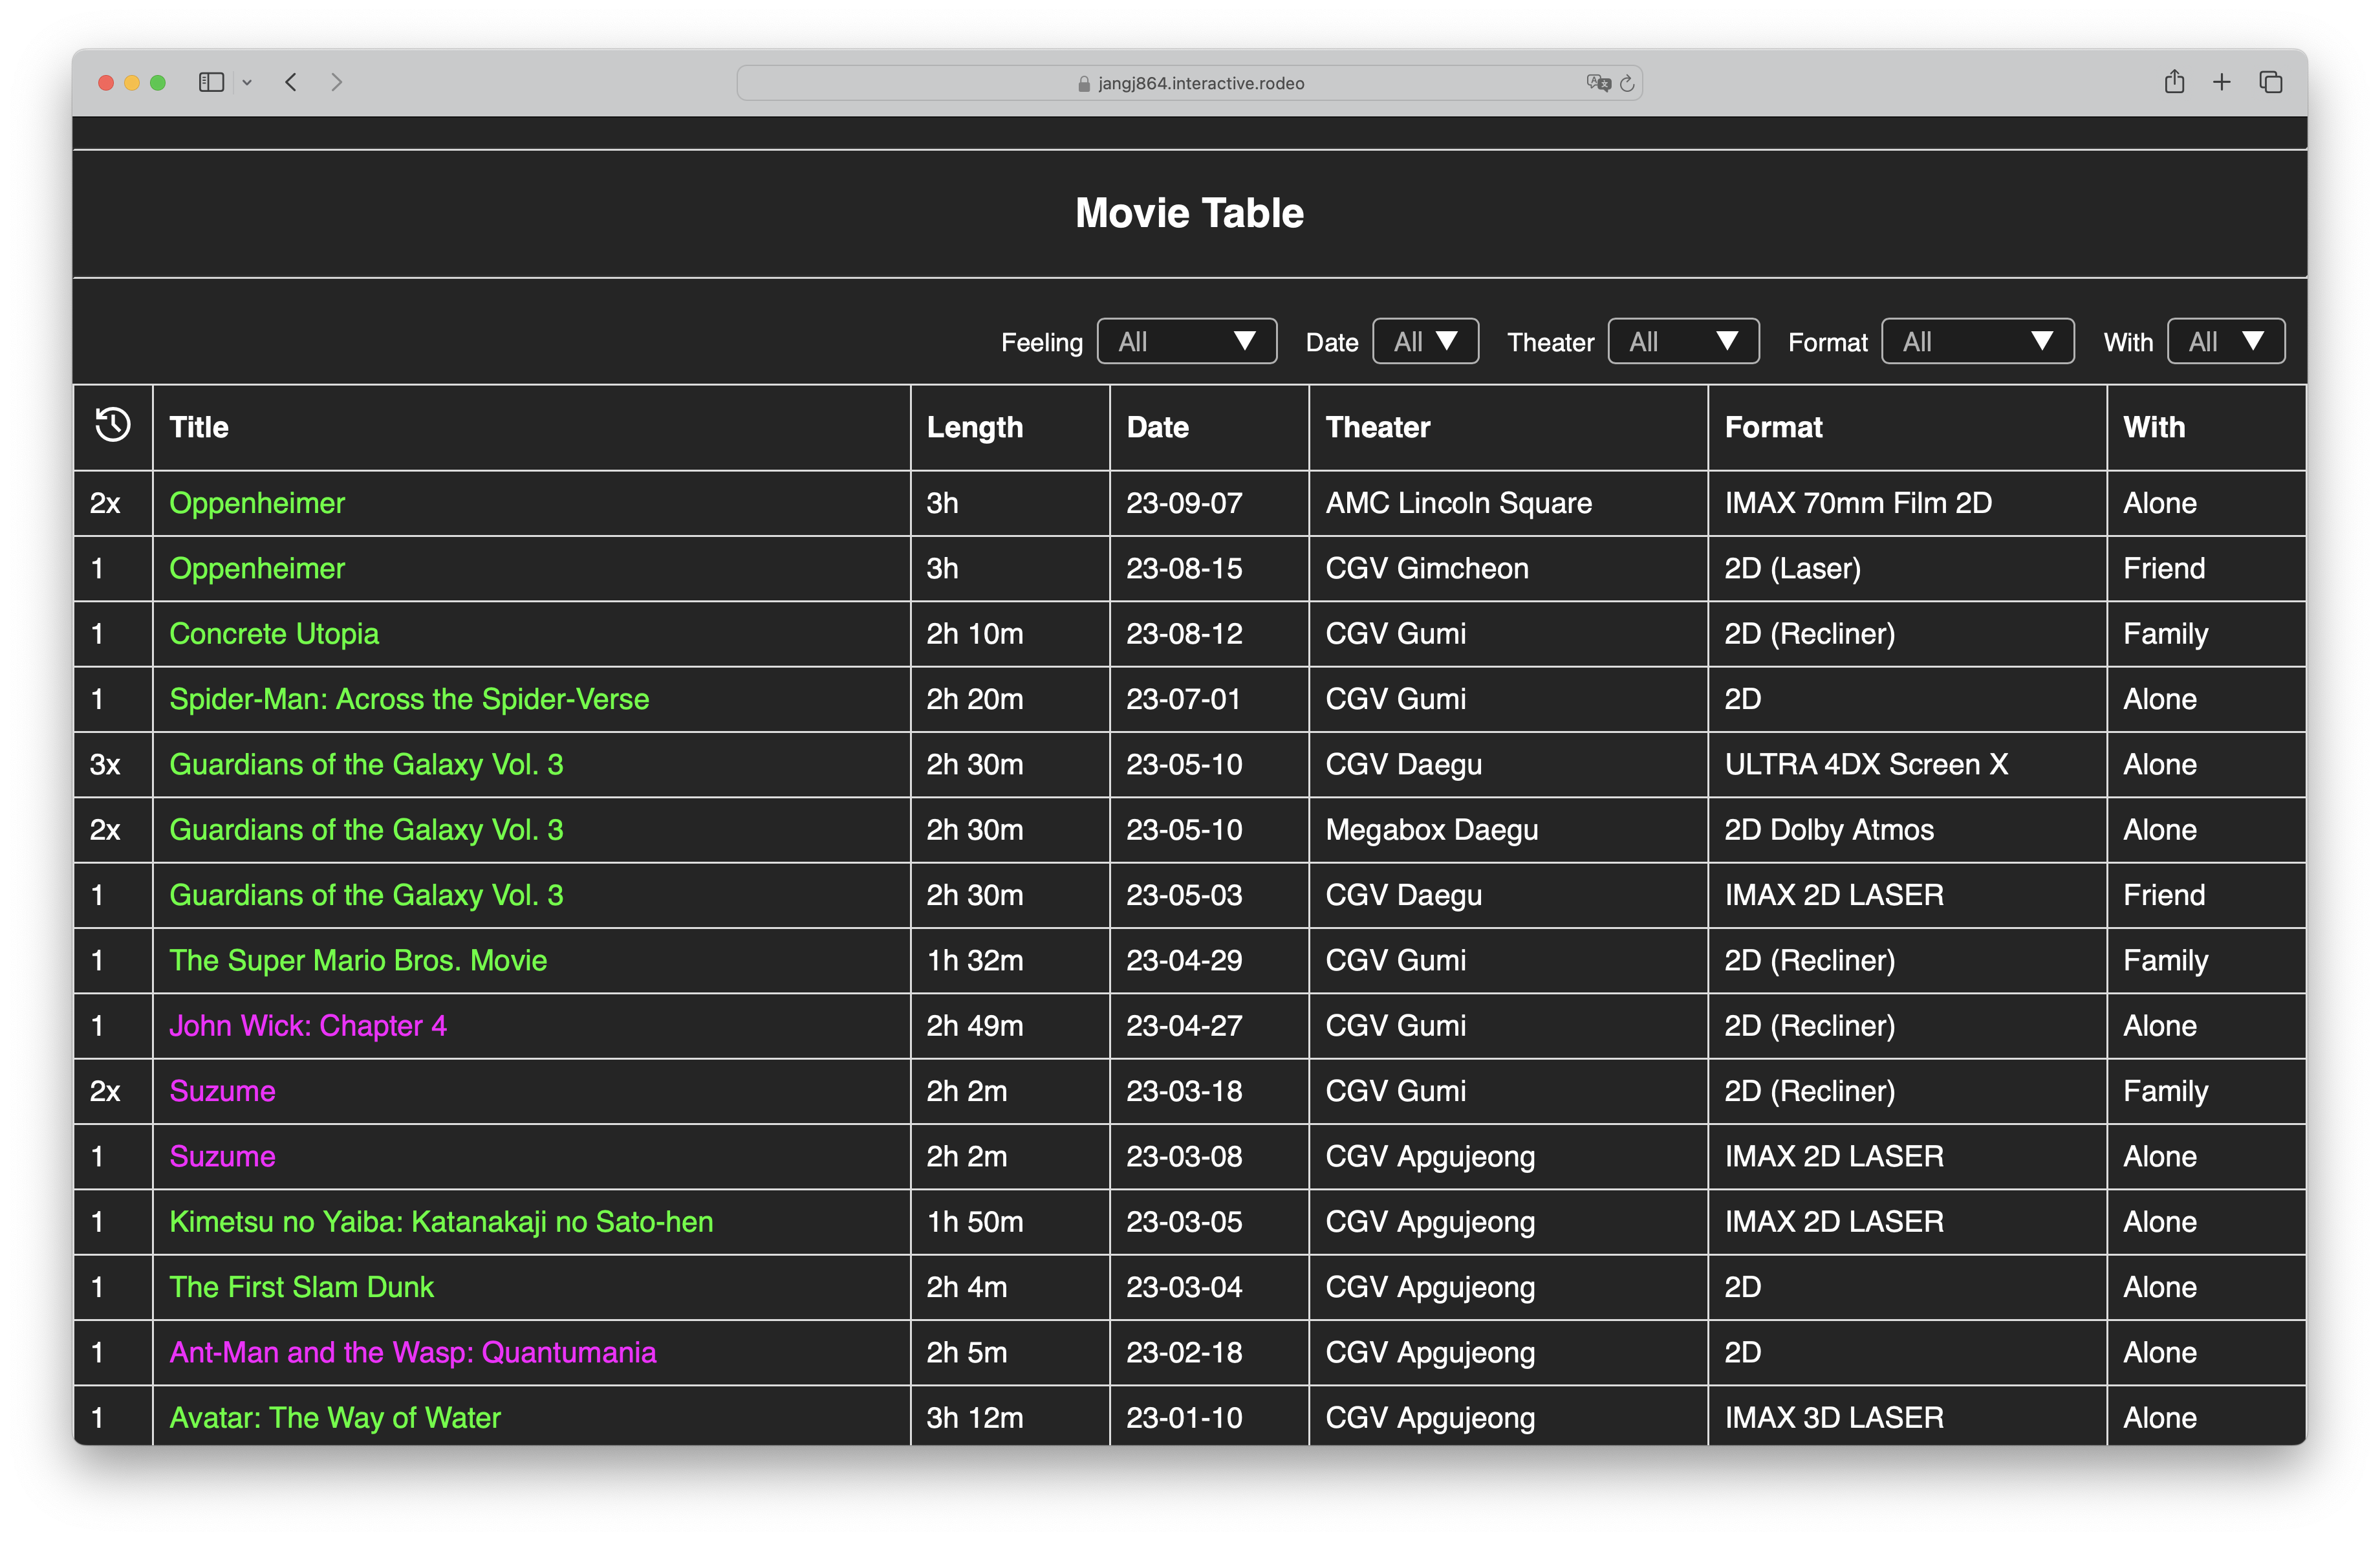 jangj864.interactive.rodeo
Movie Table
Feeling All Date All Theater All Format All With All
Title Length Date Theater Format With
2x Oppenheimer 3h 23-09-07 AMC Lincoln Square IMAX 70mm Film 2D Alone
1 Oppenheimer 3h 23-08-15 CGV Gimcheon 2D (Laser) Friend
1 Concrete Utopia 2h 10m 23-08-12 CGV Gumi 2D (Recliner) Family
1 Spider-Man: Across the Spider-Verse 2h 20m 23-07-01 CGV Gumi 2D Alone
3x Guardians of the Galaxy Vol. 3 2h 30m 23-05-10 CGV Daegu ULTRA 4DX Screen X Alone
2x Guardians of the Galaxy Vol. 3 2h 30m 23-05-10 Megabox Daegu 2D Dolby Atmos Alone
1 Guardians of the Galaxy Vol. 3 2h 30m 23-05-03 CGV Daegu IMAX 2D LASER Friend
1 The Super Mario Bros. Movie 1h 32m 23-04-29 CGV Gumi 2D (Recliner) Family
1 John Wick: Chapter 4 2h 49m 23-04-27 CGV Gumi 2D (Recliner) Alone
2x Suzume 2h 2m 23-03-18 CGV Gumi 2D (Recliner) Family
1 Suzume 2h 2m 23-03-08 CGV Apgujeong IMAX 2D LASER Alone
1 Kimetsu no Yaiba: Katanakaji no Sato-hen 1h 50m 23-03-05 CGV Apgujeong IMAX 2D LASER Alone
1 The First Slam Dunk 2h 4m 23-03-04 CGV Apgujeong 2D Alone
1 Ant-Man and the Wasp: Quantumania 2h 5m 23-02-18 CGV Apgujeong 2D Alone
1 Avatar: The Way of Water 3h 12m 23-01-10 CGV Apgujeong IMAX 3D LASER Alone